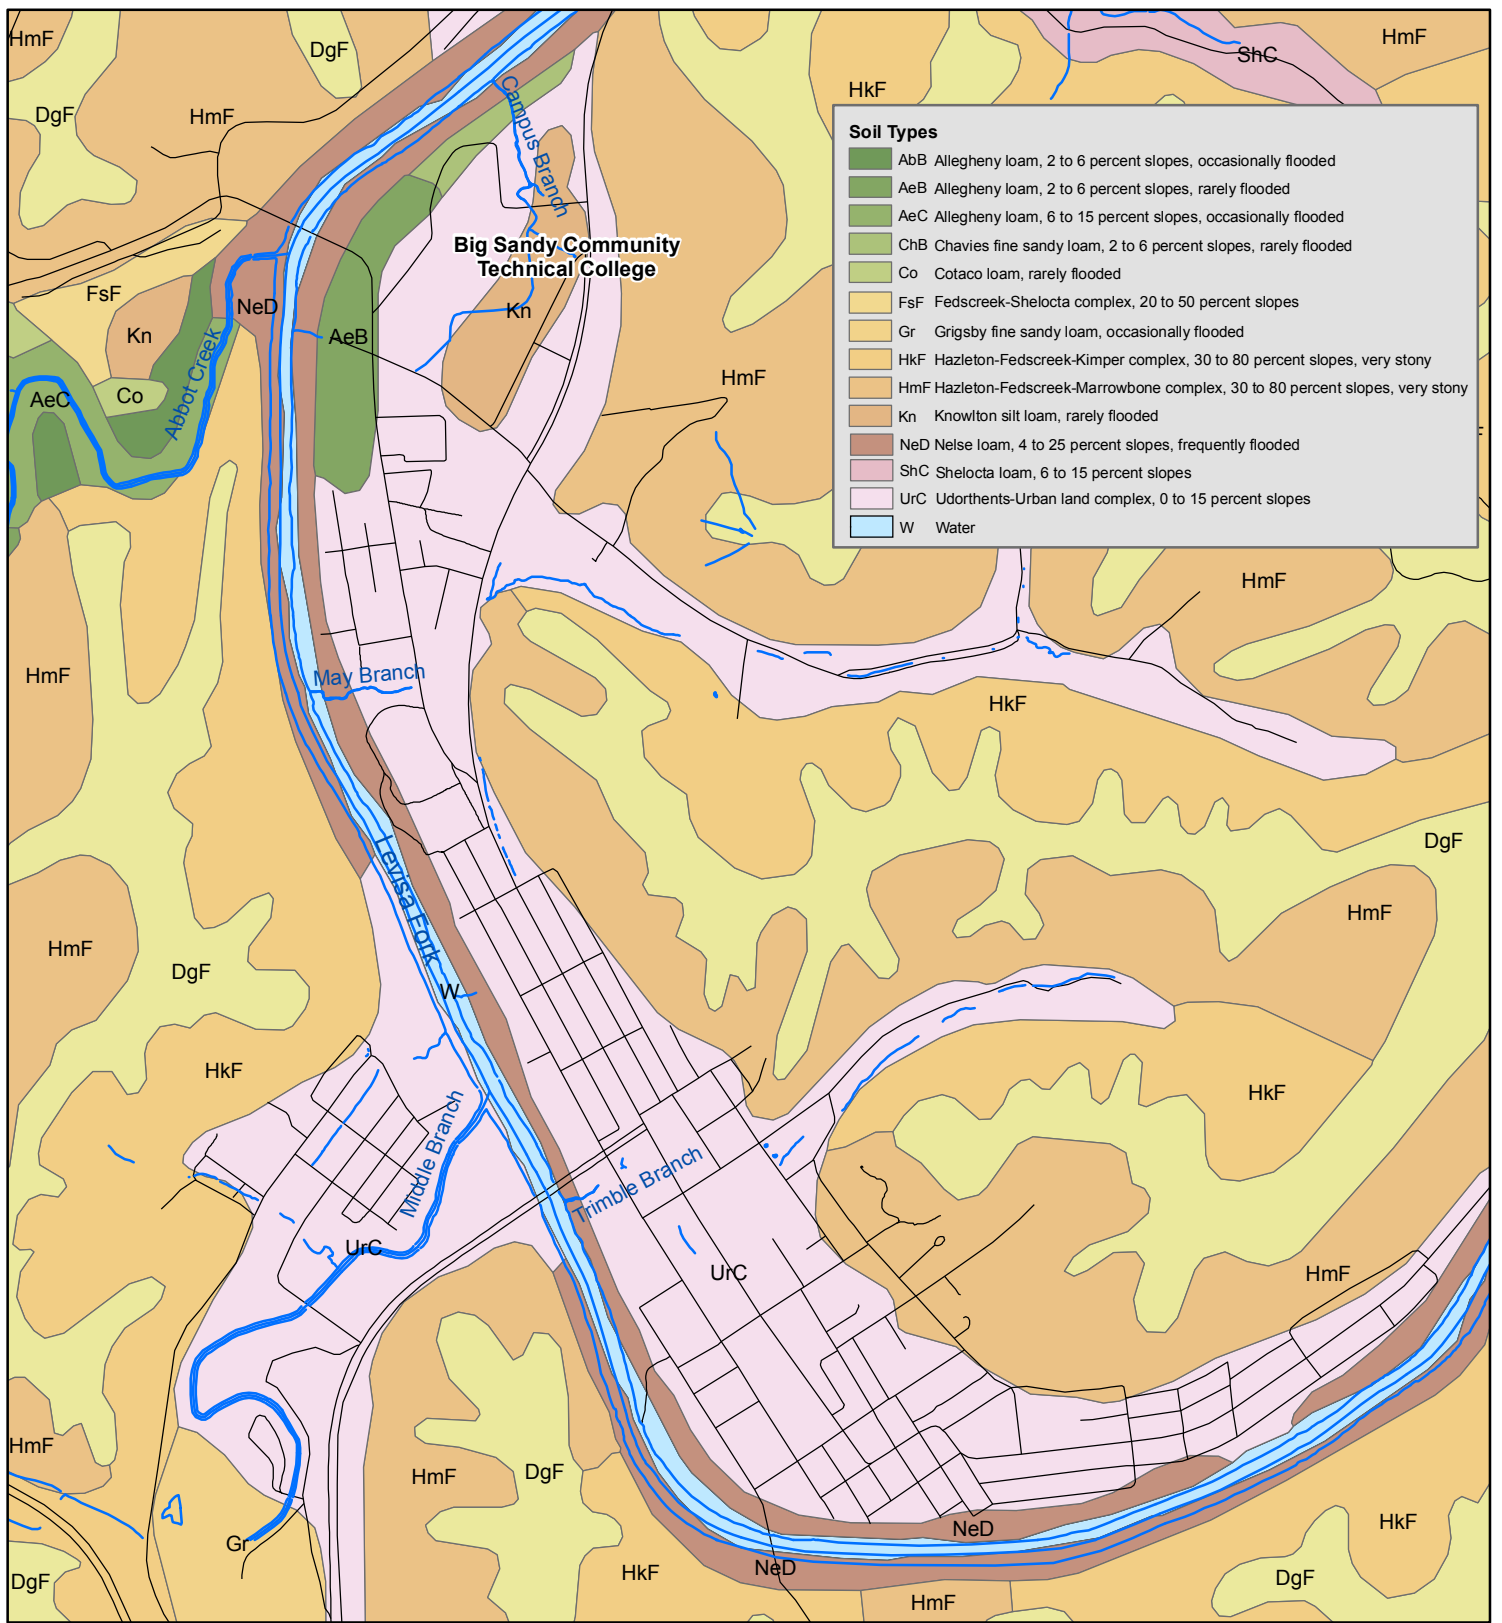 HmF
DgF
HmF
ShC
HkF
DgF
HmF
Campus Branch
Soil Types
AbB Allegheny loam, 2 to 6 percent slopes, occasionally flooded
AeB Allegheny loam, 2 to 6 percent slopes, rarely flooded
AeC Allegheny loam, 6 to 15 percent slopes, occasionally flooded
ChB Chavies fine sandy loam, 2 to 6 percent slopes, rarely flooded
Co Cotaco loam, rarely flooded
FsF Fedscreek-Shelocta complex, 20 to 50 percent slopes
Gr Grigsby fine sandy loam, occasionally flooded
HkF Hazleton-Fedscreek-Kimper complex, 30 to 80 percent slopes, very stony
HmF Hazleton-Fedscreek-Marrowbone complex, 30 to 80 percent slopes, very stony
Kn Knowlton silt loam, rarely flooded
NeD Nelse loam, 4 to 25 percent slopes, frequently flooded
ShC Shelocta loam, 6 to 15 percent slopes
UrC Udorthents-Urban land complex, 0 to 15 percent slopes
W Water
Big Sandy Community
Technical College
FsF
NeD
Kn
Kn
AeB
Abbot Creek
HmF
Co
AeC
HmF
May Branch
HmF
HkF
DgF
Levisa Fork
HmF
HmF
DgF
W
HkF
HkF
Middle Branch
Trimble Branch
UrC
UrC
HmF
HmF
HmF
DgF
Gr
NeD
HkF
NeD
HkF
DgF
DgF
HmF